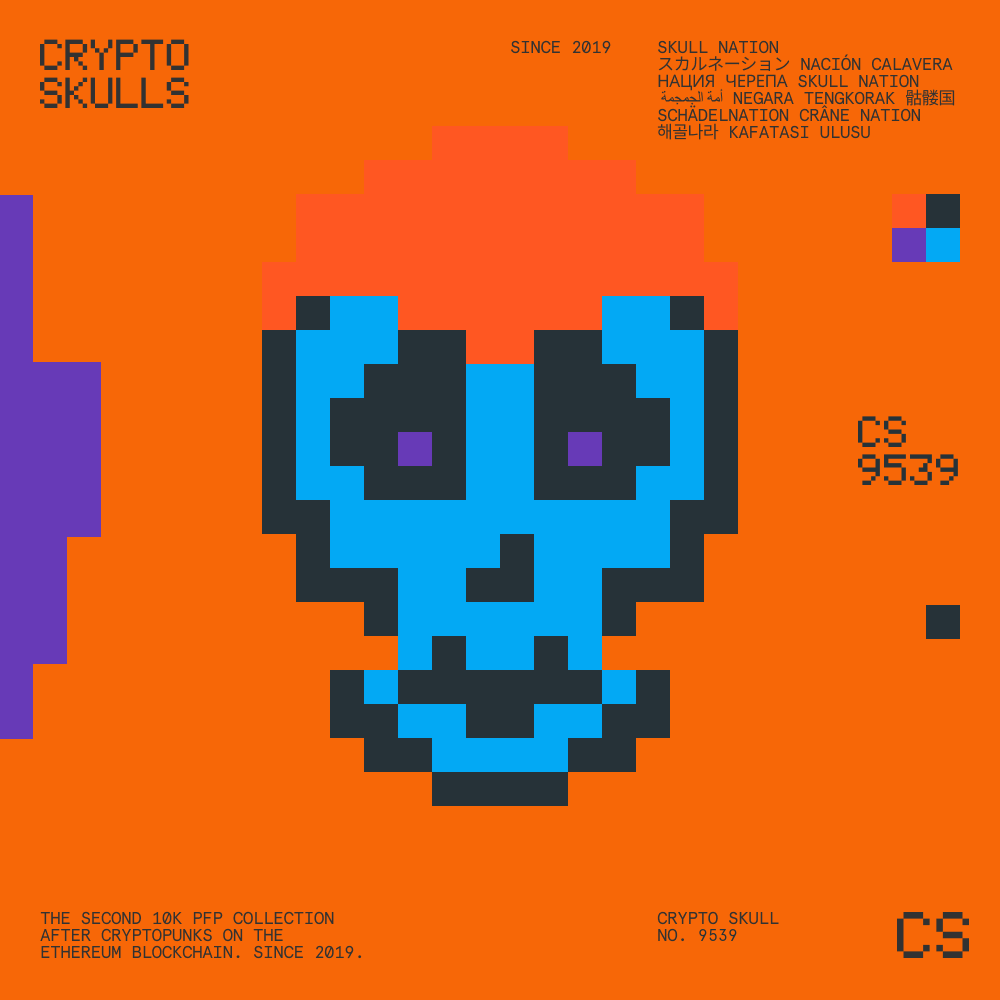 CRYPTO
SKULLS
SINCE 2019
SKULL NATION
スカルネーション NACIÓN CALAVERA
НАЦИЯ ЧЕРЕПА SKULL NATION
أمة الجمجمة NEGARA TENGKORAK 骷髅国
SCHÄDELNATION CRÂNE NATION
해골나라 KAFATASI ULUSU
CS
9539
THE SECOND 10K PFP COLLECTION
AFTER CRYPTOPUNKS ON THE
ETHEREUM BLOCKCHAIN. SINCE 2019.
CRYPTO SKULL
NO. 9539
CS